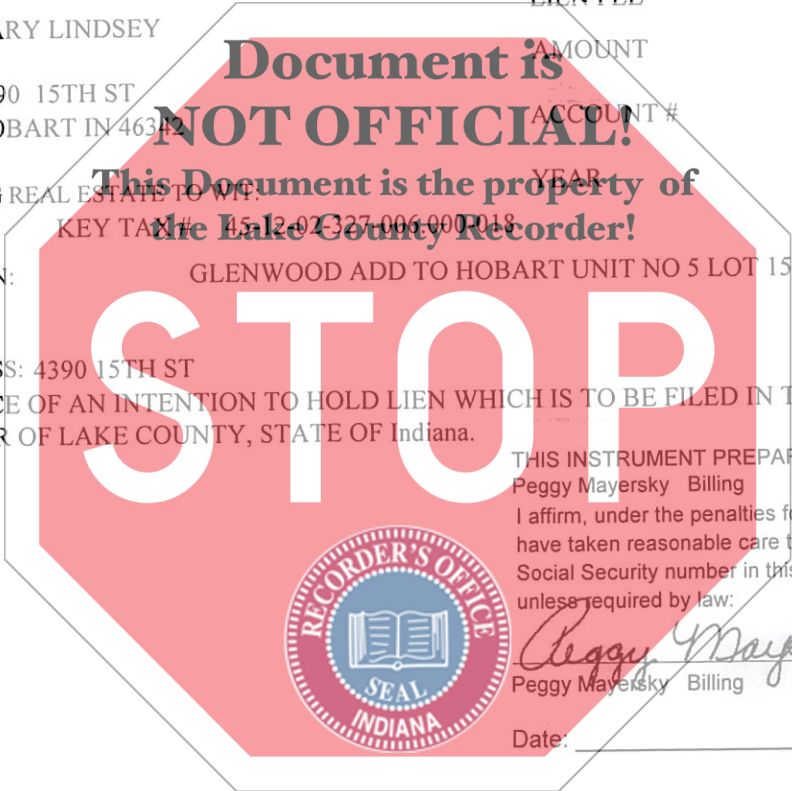 LIEN FEE
ARY LINDSEY
Document is
AMOUNT
90 15TH ST
OBART IN 46342
NOT OFFICIAL!
ACCOUNT #
This Document is the property of
G REAL ESTATE TO WIT:
YEAR
the Lake County Recorder!
KEY TAX # 45-12-02-327-006.000-018
N: GLENWOOD ADD TO HOBART UNIT NO 5 LOT 15
STOP
SS: 4390 15TH ST
CE OF AN INTENTION TO HOLD LIEN WHICH IS TO BE FILED IN T
R OF LAKE COUNTY, STATE OF Indiana.
THIS INSTRUMENT PREPAR
Peggy Mayersky Billing
I affirm, under the penalties fo
have taken reasonable care t
Social Security number in this
unless required by law:
Peggy May
Peggy Mayersky Billing
Date:
RECORDER'S OFFICE
SEAL
INDIANA